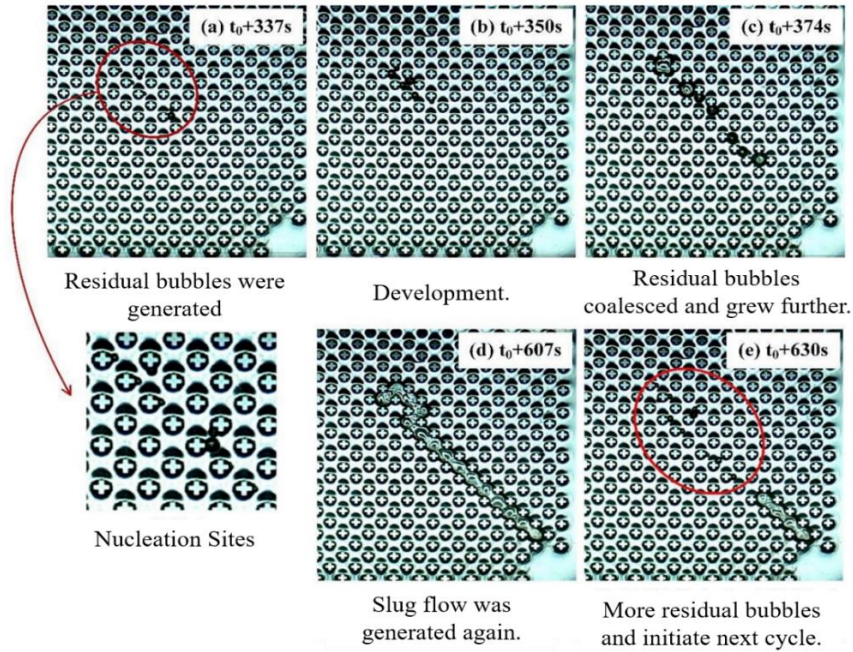 (a) t₀+337s
(b) t₀+350s
(c) t₀+374s
Residual bubbles were
generated
Development.
Residual bubbles
coalesced and grew further.
(d) t₀+607s
(e) t₀+630s
Nucleation Sites
Slug flow was
generated again.
More residual bubbles
and initiate next cycle.